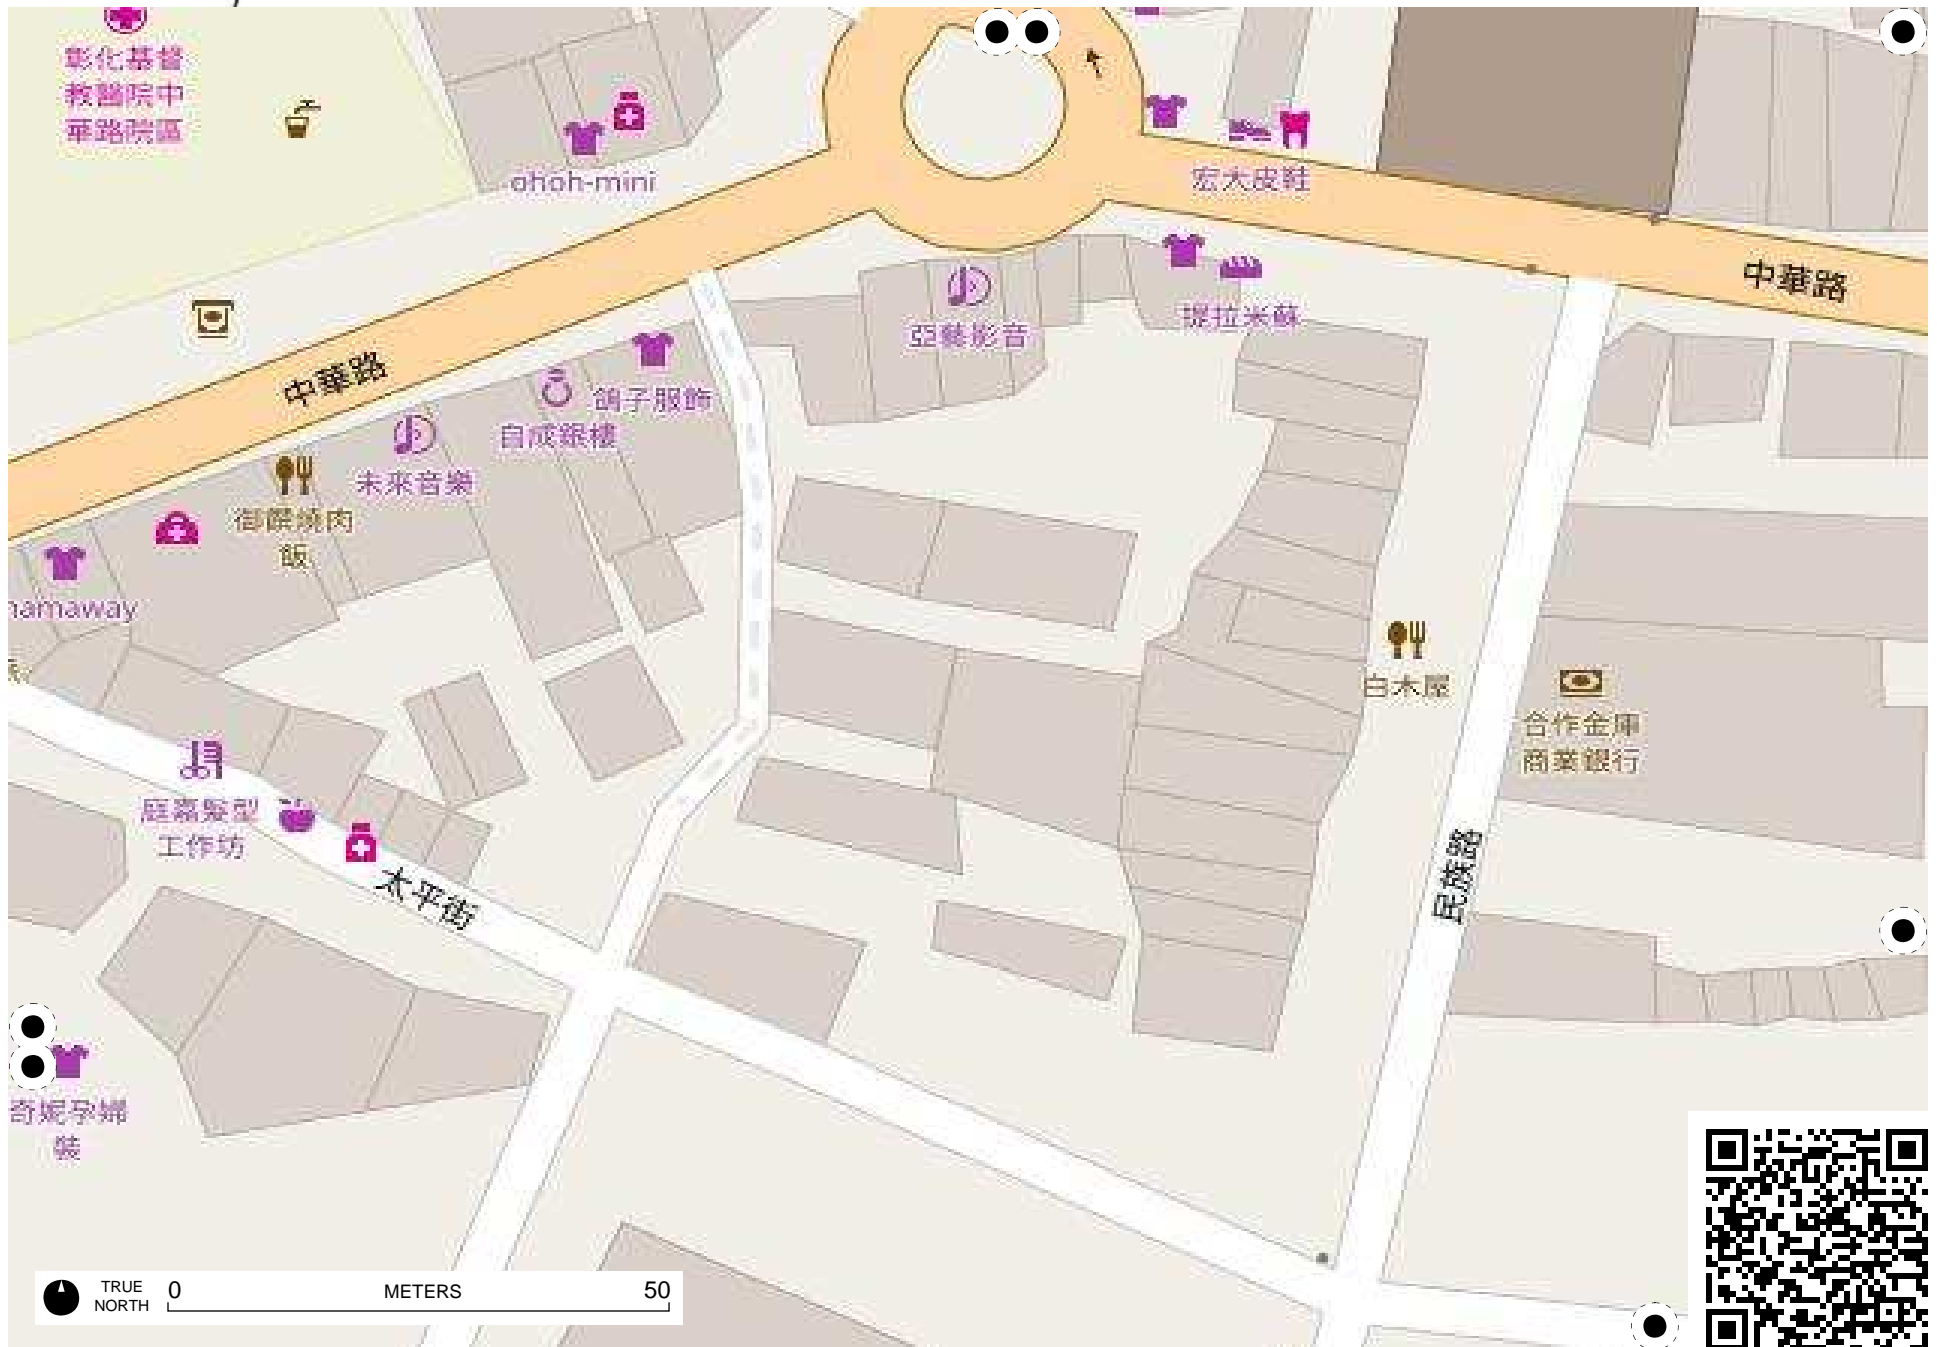 彰化基督
教醫院中
華路院區
ohoh-mini
宏大皮鞋
中華路
提拉米蘇
亞藝影音
中華路
鴿子服飾
自成銀樓
未來音樂
御饌燒肉
飯
白木屋
合作金庫
商業銀行
庭嘉髮型
工作坊
太平街
民族路
奇妮孕婦
裝
TRUE
NORTH
0 METERS 50